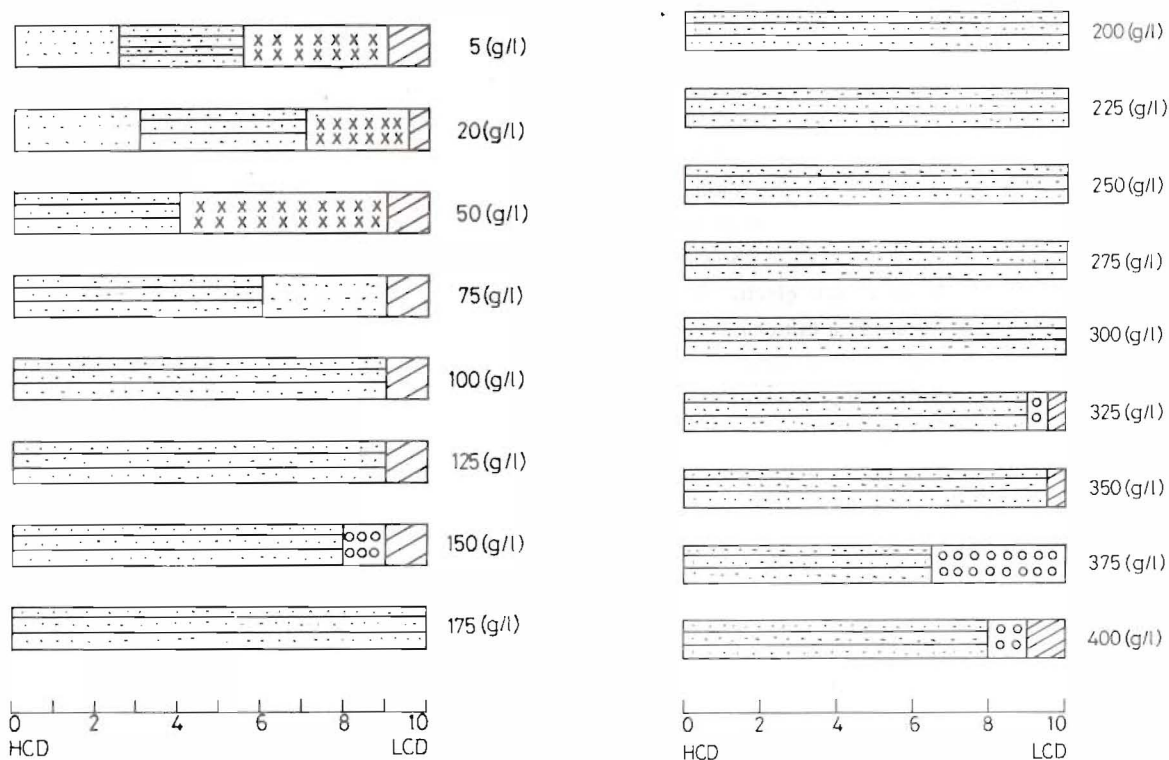 5 (g/l)
20 (g/l)
50 (g/l)
75 (g/l)
100 (g/l)
125 (g/l)
150 (g/l)
175 (g/l)
0 2 4 6 8 10
HCD LCD
200 (g/l)
225 (g/l)
250 (g/l)
275 (g/l)
300 (g/l)
325 (g/l)
350 (g/l)
375 (g/l)
400 (g/l)
0 2 4 6 8 10
HCD LCD